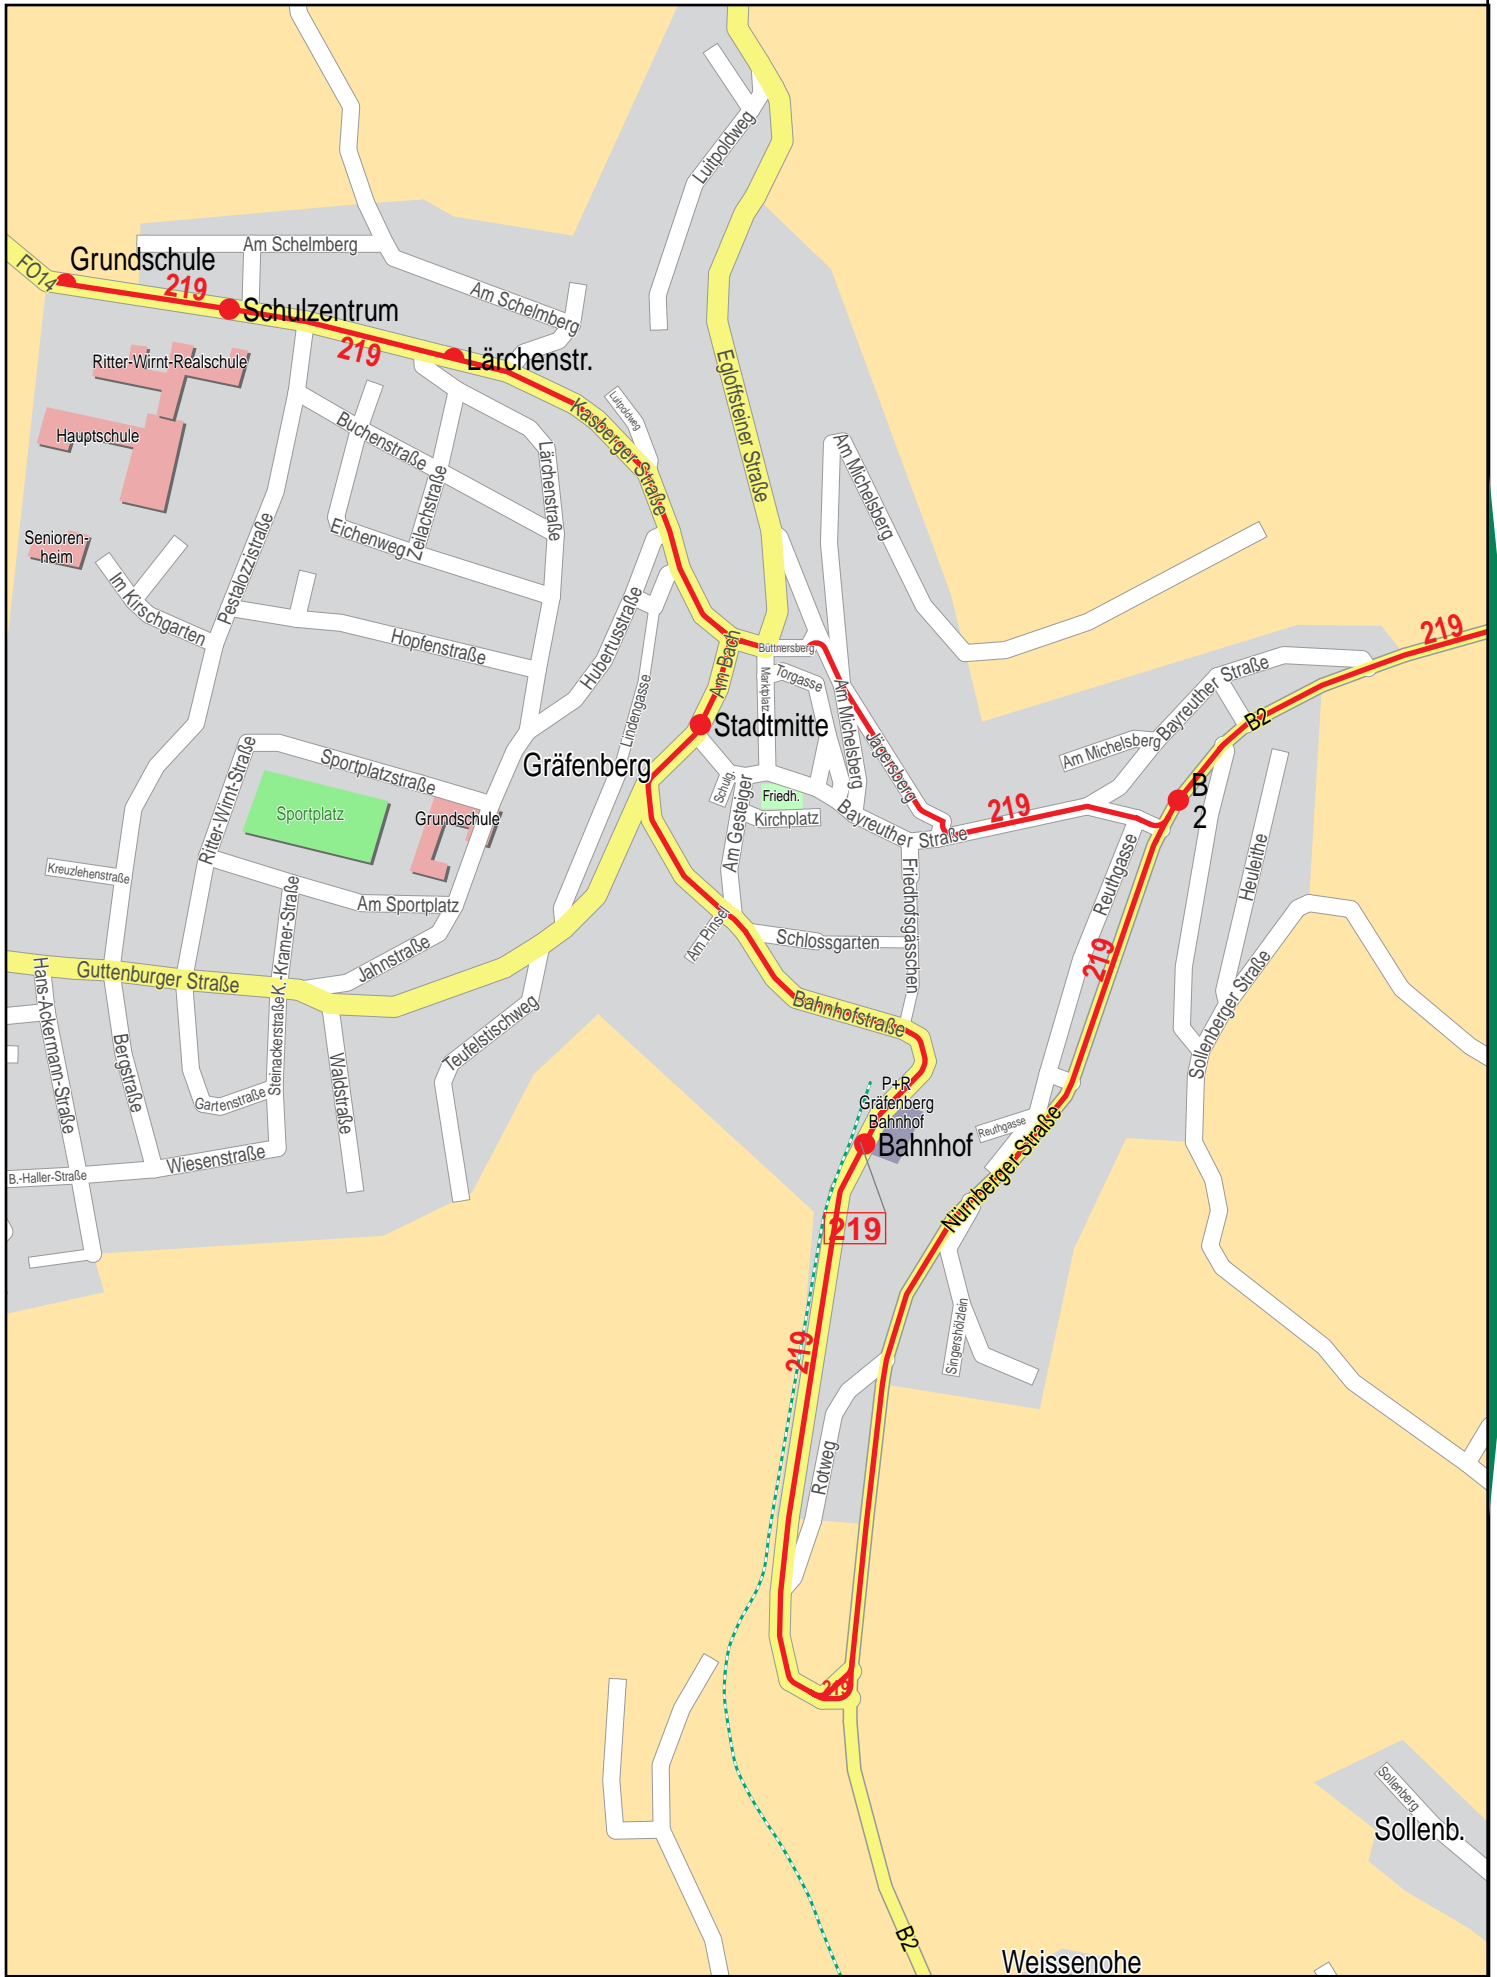 Luitpoldweg
Am Schelmberg
Grundschule
FO14
219
Schulzentrum
Am Schelmberg
219
Lärchenstr.
Ritter-Wirnt-Realschule
Egloffsteiner Straße
Luitpoldweg
Kasberger Straße
Hauptschule
Buchenstraße
Am Michelsberg
Lärchenstraße
Zeilachstraße
Eichenweg
Senioren-
heim
Pestalozzistraße
Im Kirschgarten
Hopfenstraße
Hubertusstraße
Lindengasse
Am Bach
Büttnersberg
Marktplatz
Torgasse
219
Bayreuther Straße
Am Michelsberg
Jägersberg
Am Michelsberg
B2
Stadtmitte
Gräfenberg
Sportplatzstraße
Ritter-Wirnt-Straße
Sportplatz
Grundschule
Schulg.
Friedh.
Kirchplatz
Am Gesteiger
Bayreuther Straße
219
B
2
Reuthgasse
Heuleithe
Kreuzlehenstraße
Am Sportplatz
K.-Kramer-Straße
Friedhofsgässchen
Am Pinsel
Schlossgarten
Jahnstraße
219
Sollenberger Straße
Guttenburger Straße
Hans-Ackermann-Straße
Bergstraße
Steinackerstraße
Waldstraße
Teufelstischweg
Bahnhofstraße
Gartenstraße
P+R
Gräfenberg
Bahnhof
Bahnhof
Reuthgasse
Nürnberger Straße
Wiesenstraße
B.-Haller-Straße
219
Singershölzlein
219
Rotweg
219
Sollenberg
Sollenb.
B2
Weissenohe